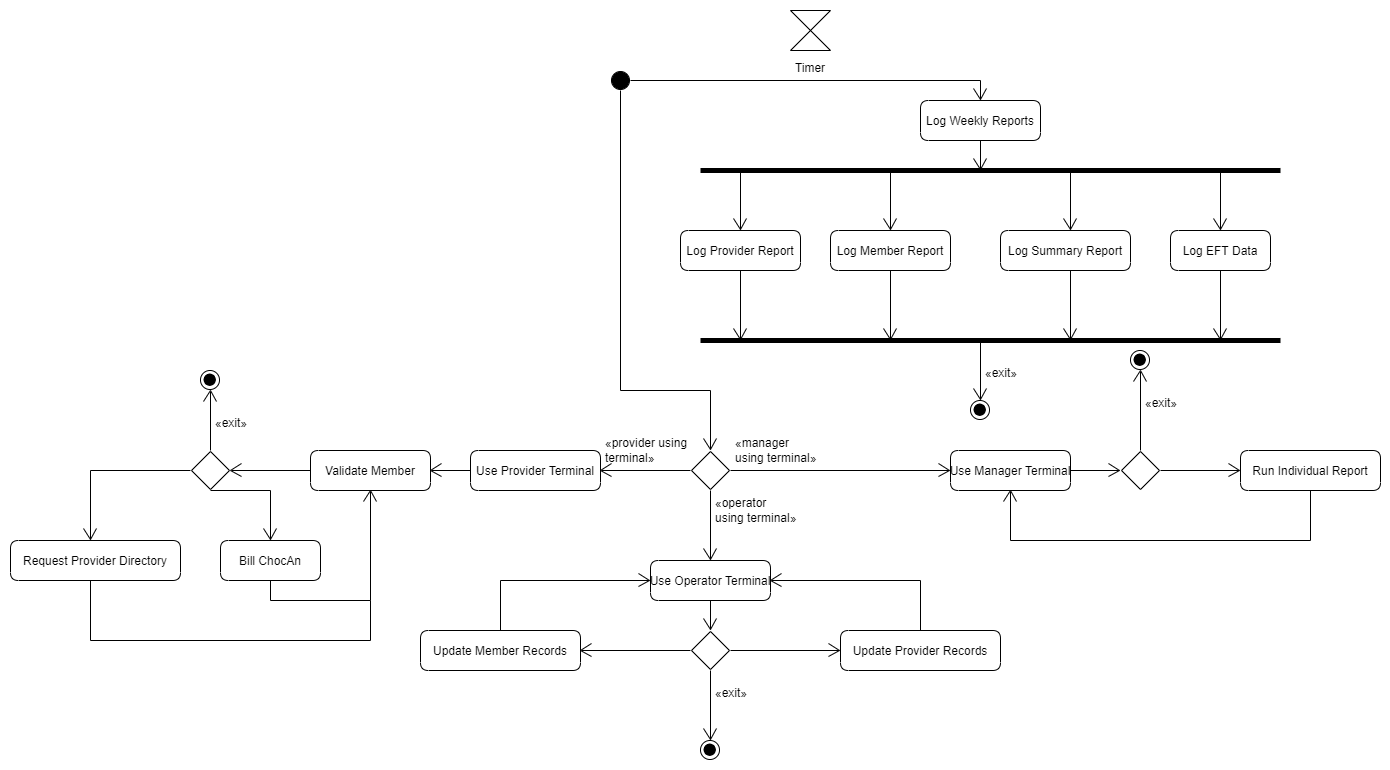 Timer
Log Weekly Reports
Log Provider Report
Log Member Report
Log Summary Report
Log EFT Data
«exit»
«exit»
«exit»
«provider using
terminal»
«manager
using terminal»
Validate Member
Use Provider Terminal
Use Manager Terminal
Run Individual Report
«operator
using terminal»
Request Provider Directory
Bill ChocAn
Use Operator Terminal
Update Member Records
Update Provider Records
«exit»